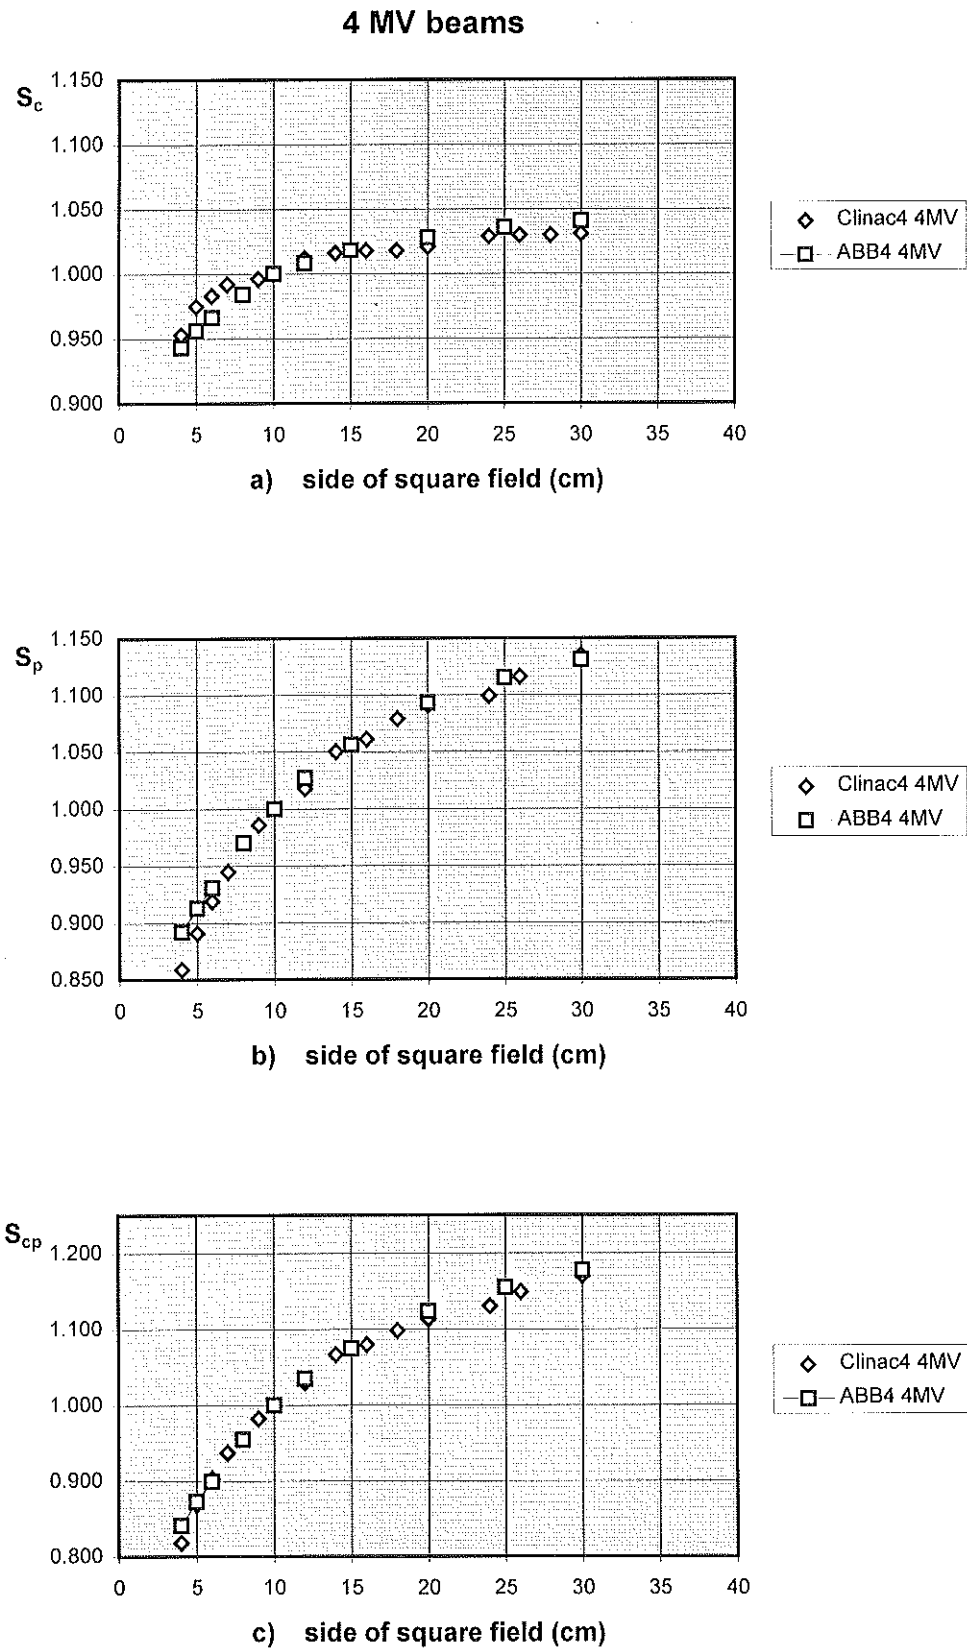 4 MV beams
Sc
1.150
1.100
1.050
1.000
0.950
0.900
0 5 10 15 20 25 30 35 40
a) side of square field (cm)
Clinac4 4MV
ABB4 4MV
Sp
1.150
1.100
1.050
1.000
0.950
0.900
0.850
0 5 10 15 20 25 30 35 40
b) side of square field (cm)
Clinac4 4MV
ABB4 4MV
Scp
1.200
1.100
1.000
0.900
0.800
0 5 10 15 20 25 30 35 40
c) side of square field (cm)
Clinac4 4MV
ABB4 4MV